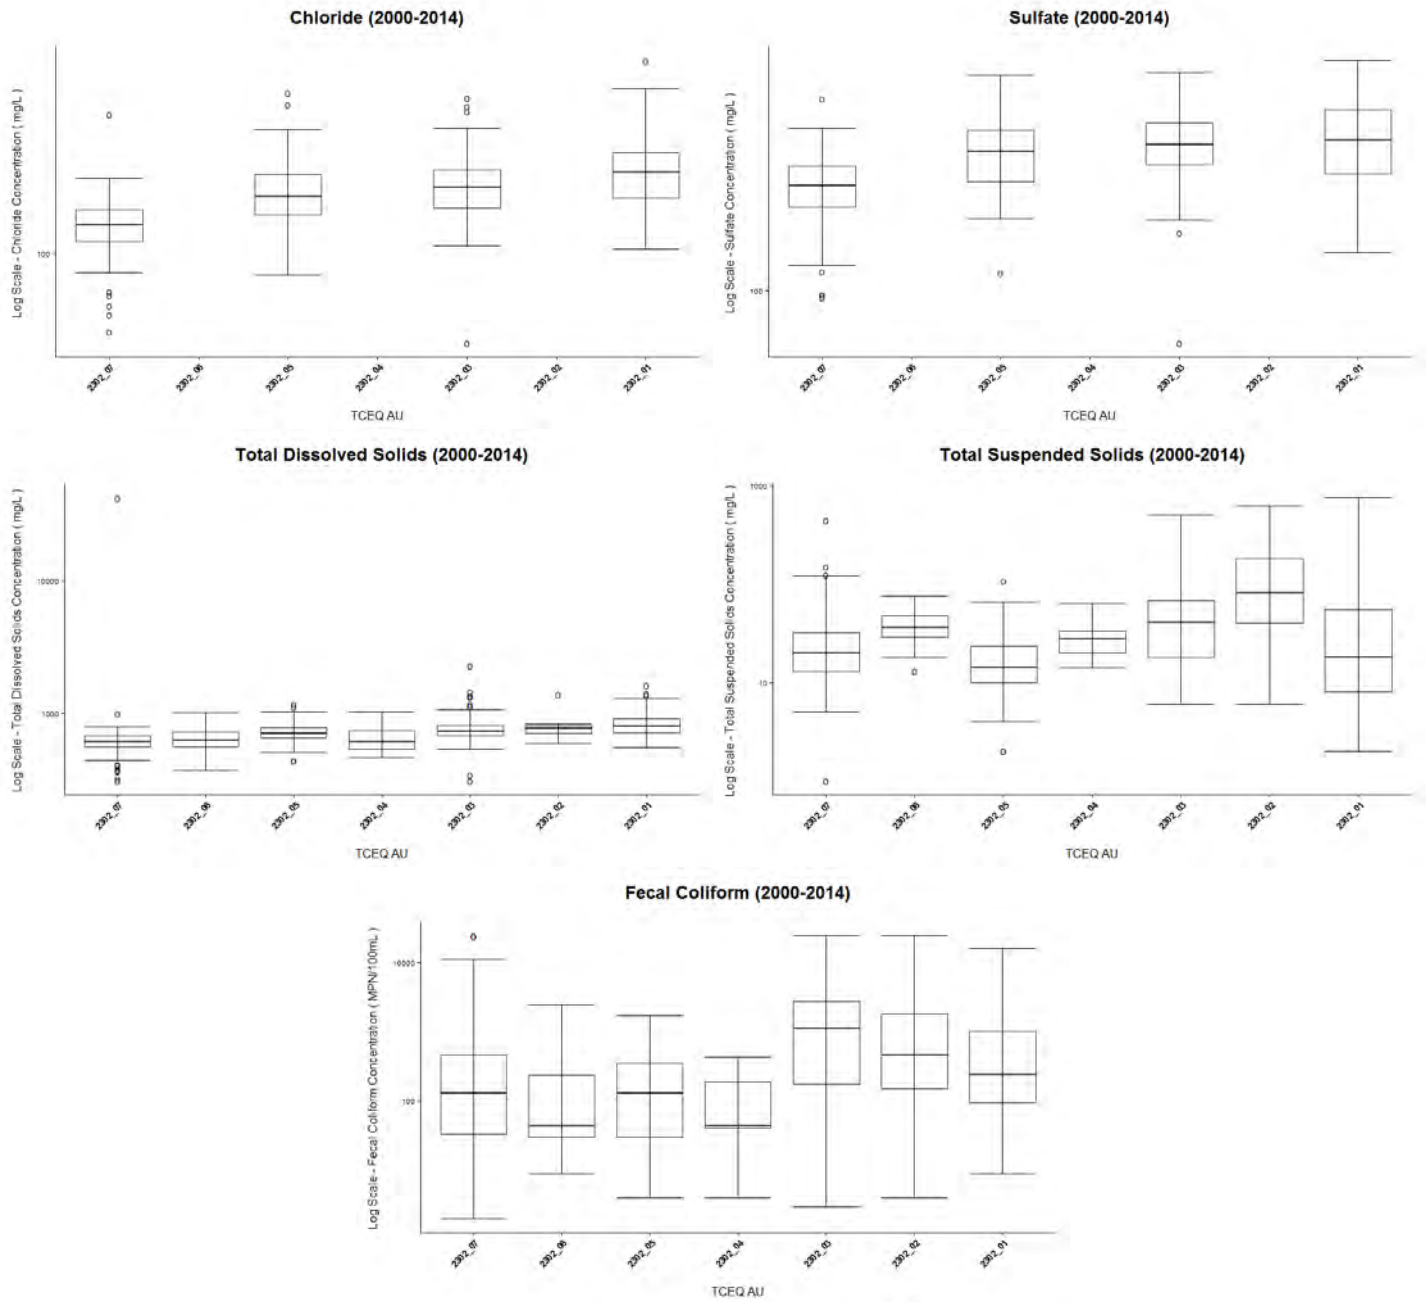 Chloride (2000-2014)
Log Scale - Chloride Concentration ( mg/L )
100
2302_07
2302_06
2302_05
2302_04
2302_03
2302_02
2302_01
TCEQ AU
Sulfate (2000-2014)
Log Scale - Sulfate Concentration ( mg/L )
100
2302_07
2302_06
2302_05
2302_04
2302_03
2302_02
2302_01
TCEQ AU
Total Dissolved Solids (2000-2014)
Log Scale - Total Dissolved Solids Concentration ( mg/L )
10000
1000
2302_07
2302_06
2302_05
2302_04
2302_03
2302_02
2302_01
TCEQ AU
Total Suspended Solids (2000-2014)
Log Scale - Total Suspended Solids Concentration ( mg/L )
1000
10
2302_07
2302_06
2302_05
2302_04
2302_03
2302_02
2302_01
TCEQ AU
Fecal Coliform (2000-2014)
Log Scale - Fecal Coliform Concentration ( MPN/100mL )
10000
100
2302_07
2302_06
2302_05
2302_04
2302_03
2302_02
2302_01
TCEQ AU